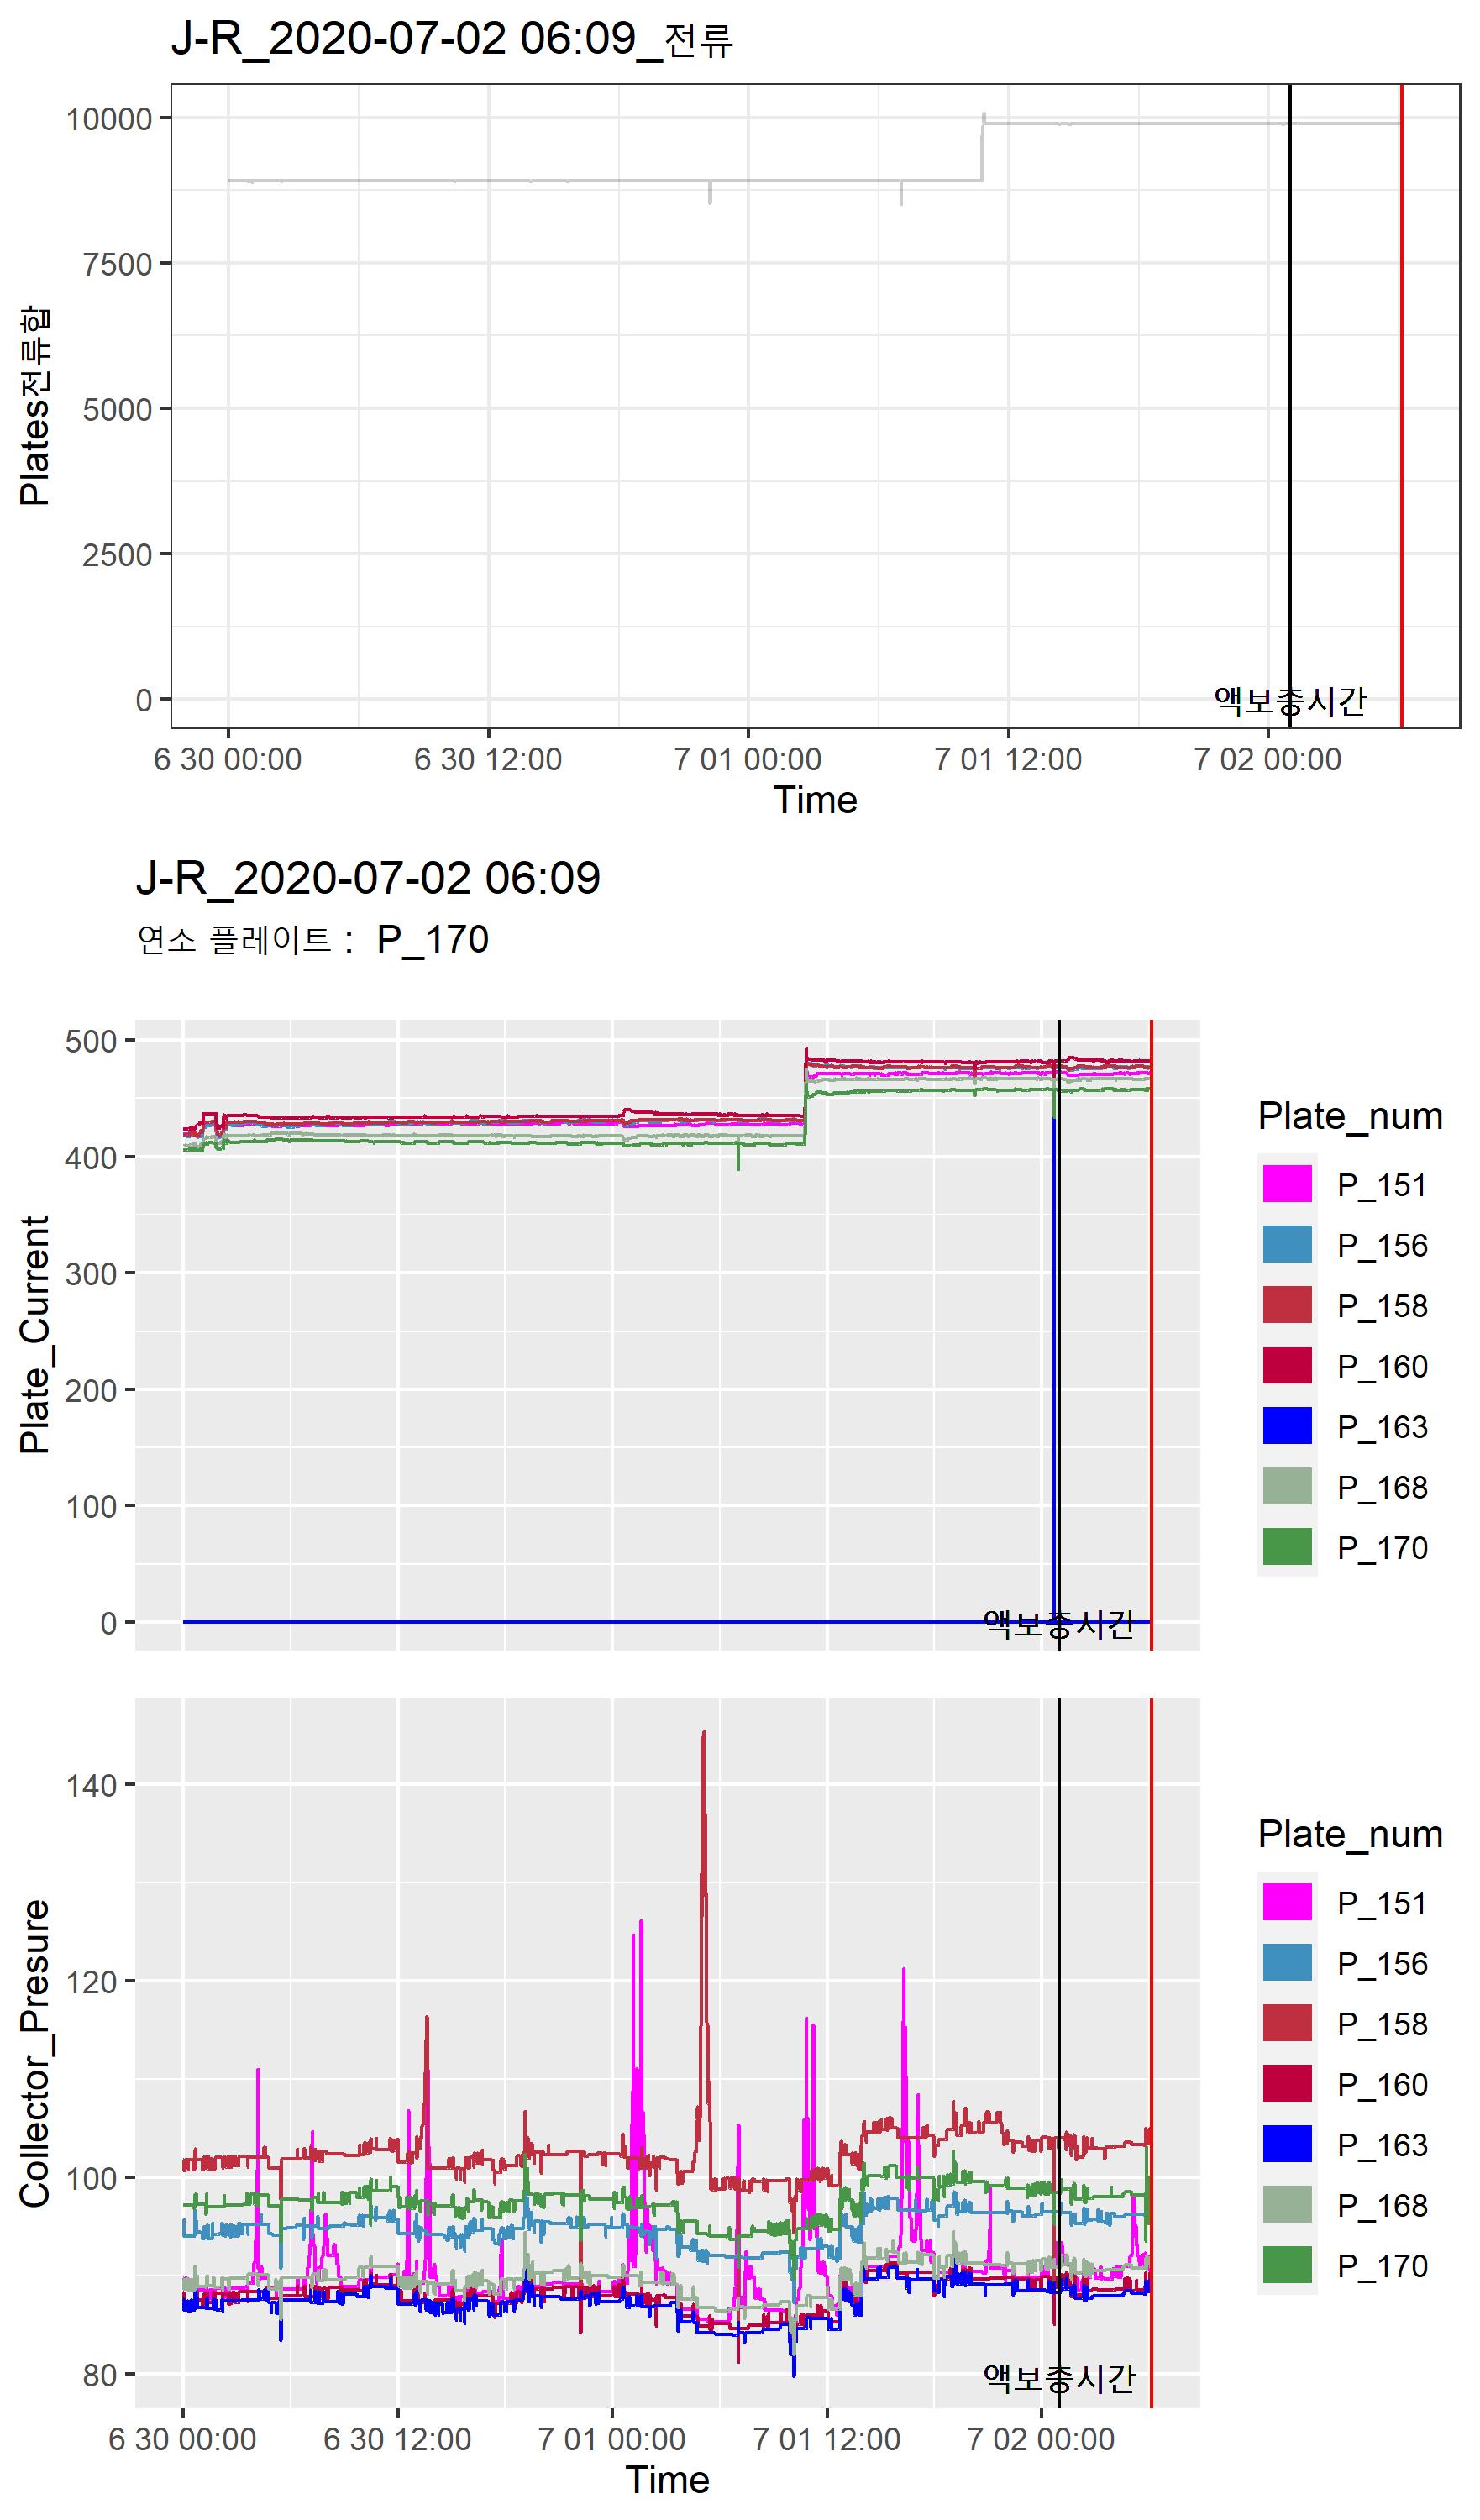 J-R_2020-07-02 06:09_전류
Plates전류합
10000
7500
5000
2500
0
액보충시간
6 30 00:00
6 30 12:00
7 01 00:00
7 01 12:00
7 02 00:00
Time
J-R_2020-07-02 06:09
연소 플레이트 : P_170
Plate_Current
500
400
300
200
100
0
액보충시간
Plate_num
P_151
P_156
P_158
P_160
P_163
P_168
P_170
Collector_Presure
140
120
100
80
액보충시간
6 30 00:00
6 30 12:00
7 01 00:00
7 01 12:00
7 02 00:00
Time
Plate_num
P_151
P_156
P_158
P_160
P_163
P_168
P_170